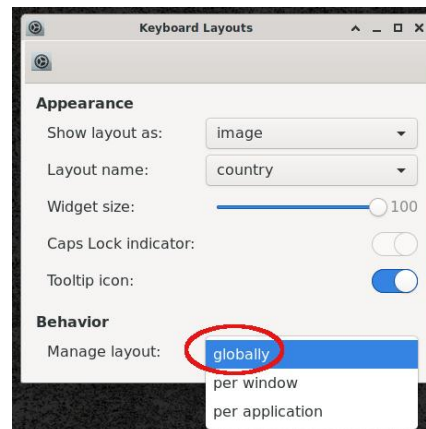 Keyboard Layouts
Appearance
Show layout as: image
Layout name: country
Widget size: 100
Caps Lock indicator:
Tooltip icon:
Behavior
Manage layout: globally
per window
per application